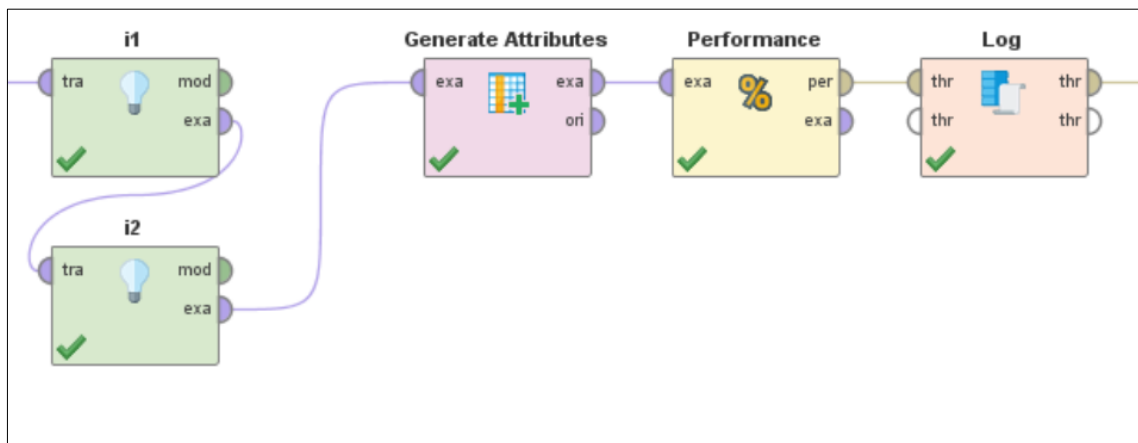 i1
tra mod
exa
i2
tra mod
exa
Generate Attributes
exa exa
ori
Performance
% 
exa per
exa
Log
thr thr
thr thr